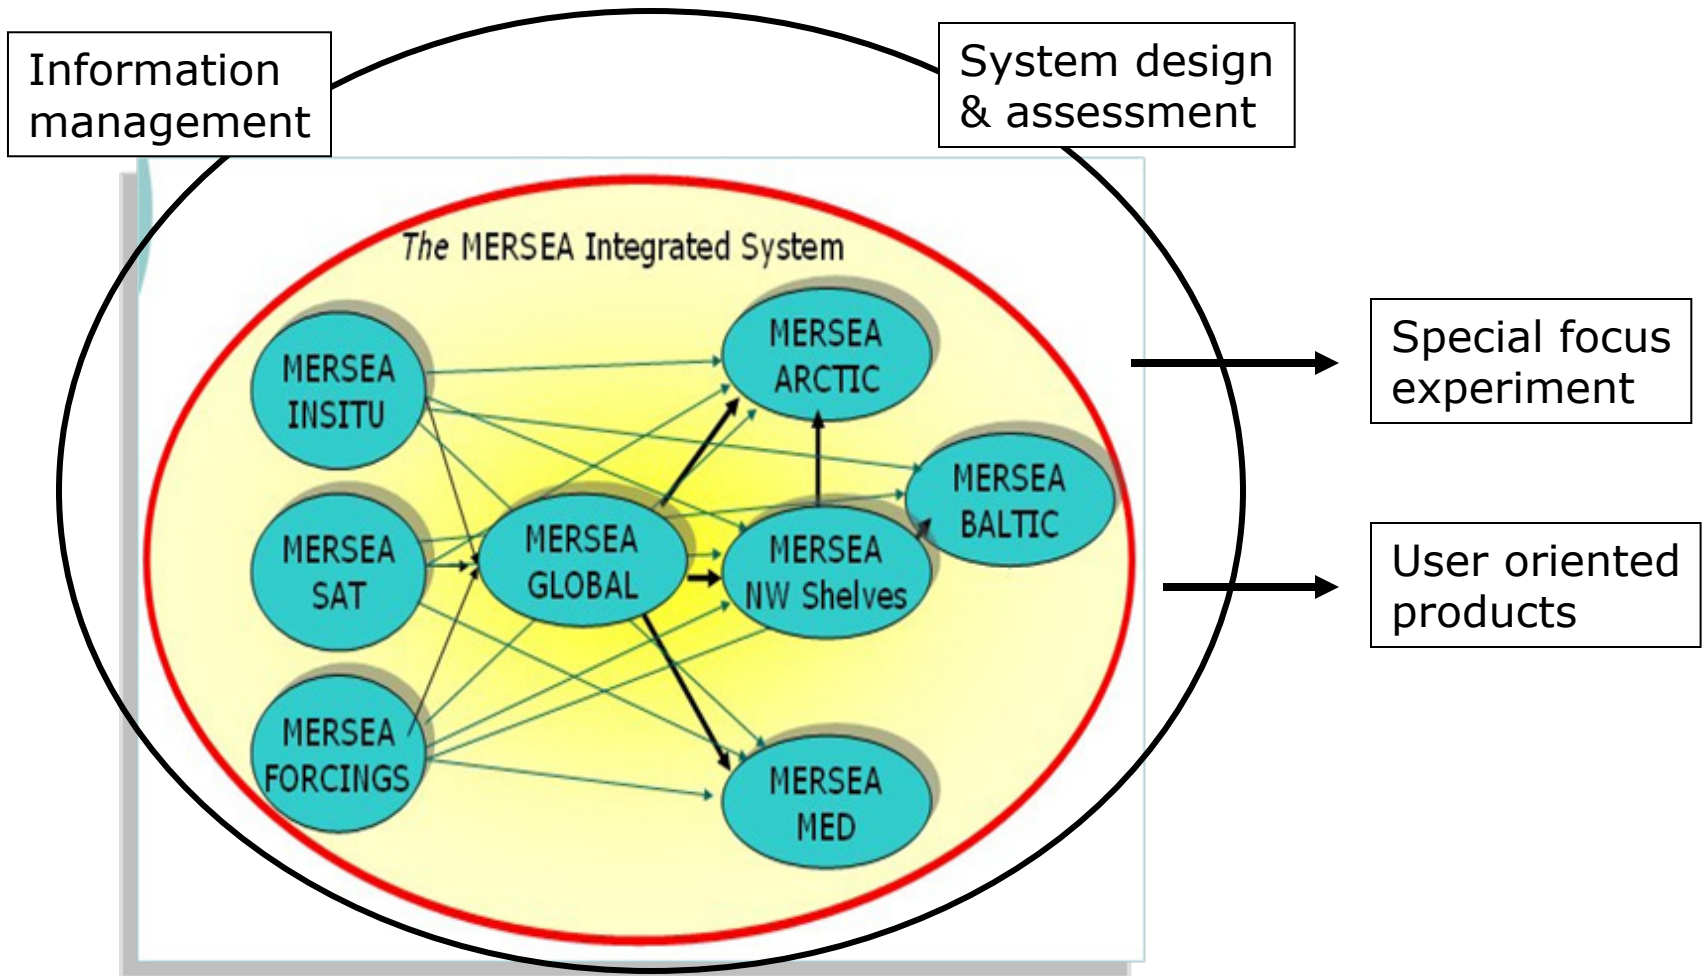 Information
management
System design
& assessment
The MERSEA Integrated System
MERSEA
INSITU
MERSEA
ARCTIC
MERSEA
BALTIC
MERSEA
SAT
MERSEA
GLOBAL
MERSEA
NW Shelves
MERSEA
FORCINGS
MERSEA
MED
Special focus
experiment
User oriented
products